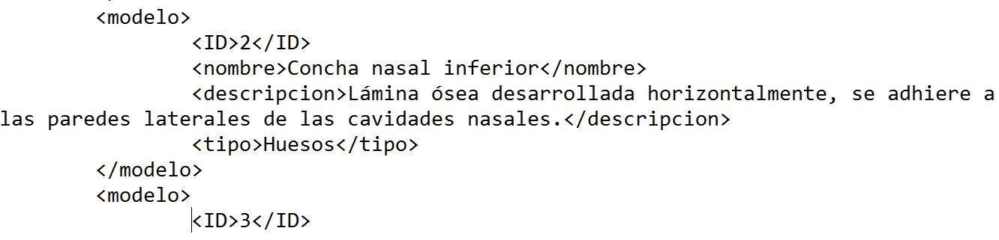 <modelo>
<ID>2</ID>
<nombre>Concha nasal inferior</nombre>
<descripcion>Lámina ósea desarrollada horizontalmente, se adhiere a
las paredes laterales de las cavidades nasales.</descripcion>
<tipo>Huesos</tipo>
</modelo>
<modelo>
<ID>3</ID>